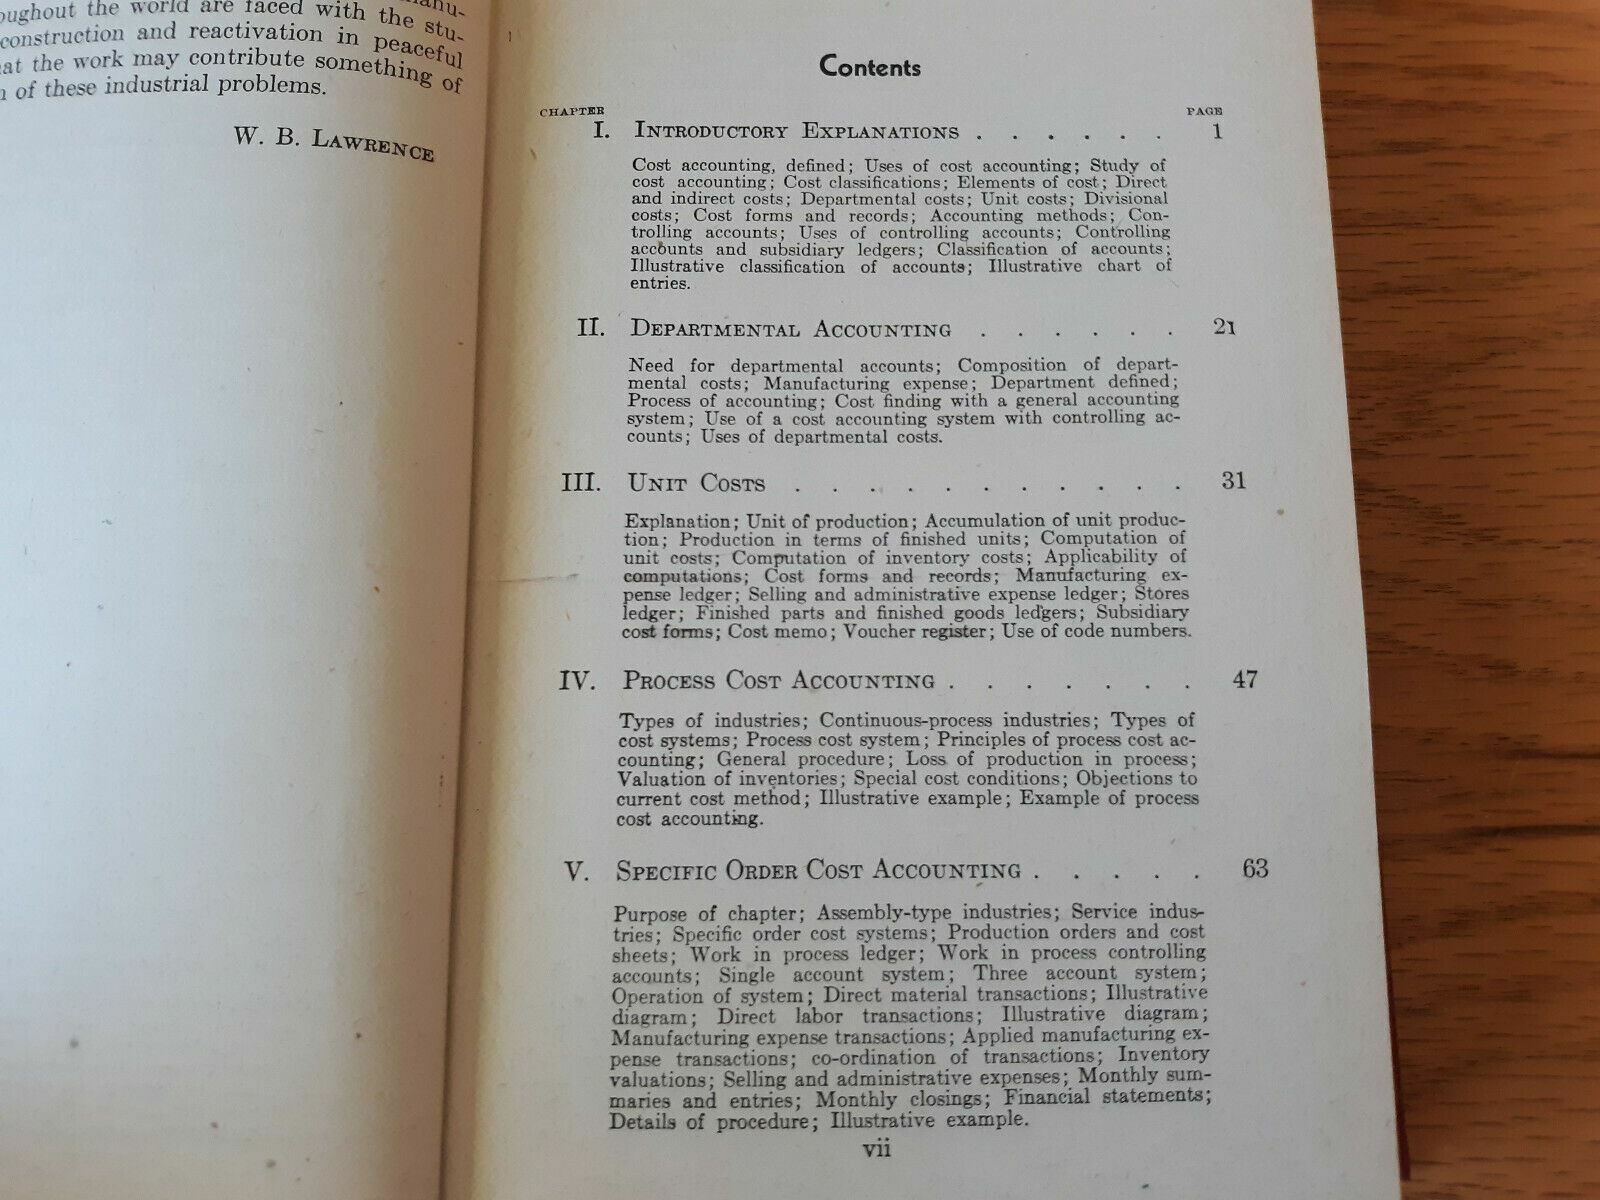 throughout the world are faced with the stu-
construction and reactivation in peaceful
at the work may contribute something of
of these industrial problems.
W. B. LAWRENCE
Contents
CHAPTER PAGE
I. INTRODUCTORY EXPLANATIONS . . . . . . 1
Cost accounting, defined; Uses of cost accounting; Study of
cost accounting; Cost classifications; Elements of cost; Direct
and indirect costs; Departmental costs; Unit costs; Divisional
costs; Cost forms and records; Accounting methods; Con-
trolling accounts; Uses of controlling accounts; Controlling
accounts and subsidiary ledgers; Classification of accounts;
Illustrative classification of accounts; Illustrative chart of
entries.
II. DEPARTMENTAL ACCOUNTING . . . . . . 21
Need for departmental accounts; Composition of depart-
mental costs; Manufacturing expense; Department defined;
Process of accounting; Cost finding with a general accounting
system; Use of a cost accounting system with controlling ac-
counts; Uses of departmental costs.
III. UNIT COSTS . . . . . . . . . . . 31
Explanation; Unit of production; Accumulation of unit produc-
tion; Production in terms of finished units; Computation of
unit costs; Computation of inventory costs; Applicability of
computations; Cost forms and records; Manufacturing ex-
pense ledger; Selling and administrative expense ledger; Stores
ledger; Finished parts and finished goods ledgers; Subsidiary
cost forms; Cost memo; Voucher register; Use of code numbers.
IV. PROCESS COST ACCOUNTING . . . . . . . 47
Types of industries; Continuous-process industries; Types of
cost systems; Process cost system; Principles of process cost ac-
counting; General procedure; Loss of production in process;
Valuation of inventories; Special cost conditions; Objections to
current cost method; Illustrative example; Example of process
cost accounting.
V. SPECIFIC ORDER COST ACCOUNTING . . . . . 63
Purpose of chapter; Assembly-type industries; Service indus-
tries; Specific order cost systems; Production orders and cost
sheets; Work in process ledger; Work in process controlling
accounts; Single account system; Three account system;
Operation of system; Direct material transactions; Illustrative
diagram; Direct labor transactions; Illustrative diagram;
Manufacturing expense transactions; Applied manufacturing ex-
pense transactions; co-ordination of transactions; Inventory
valuations; Selling and administrative expenses; Monthly sum-
maries and entries; Monthly closings; Financial statements;
Details of procedure; Illustrative example.
vii